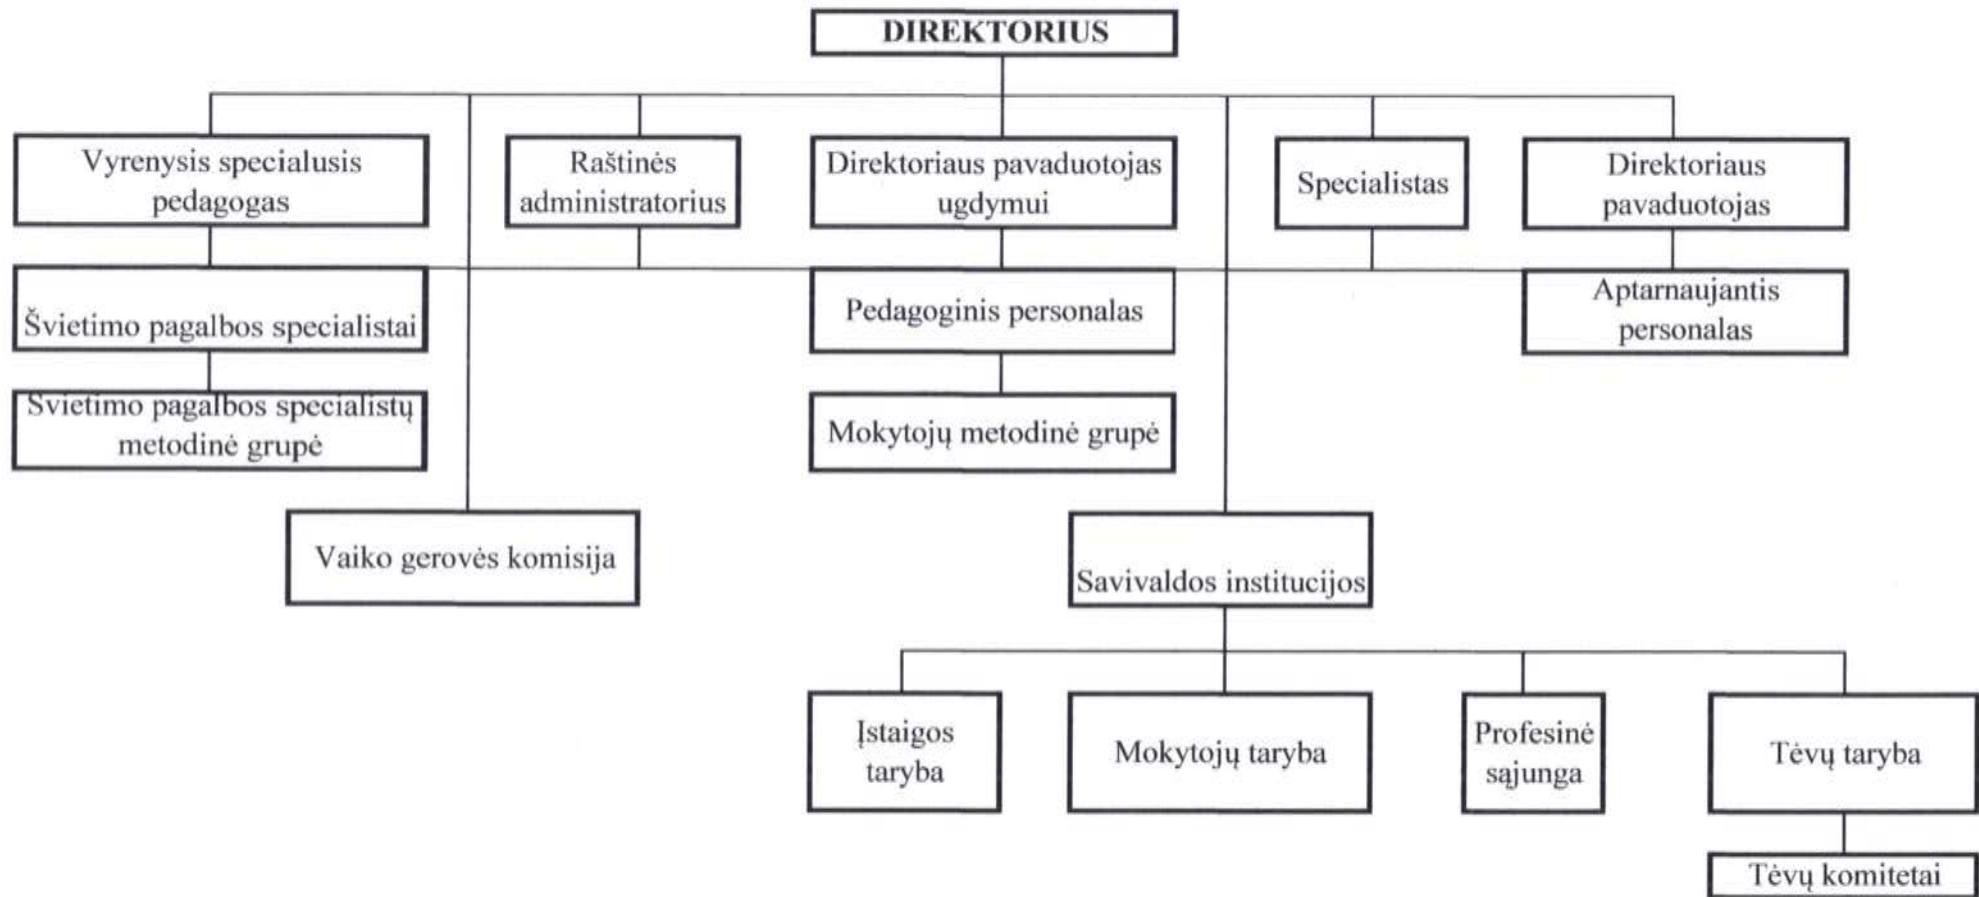 DIREKTORIUS
Vyrenysis specialusis
pedagogas
Raštinės
administratorius
Direktoriaus pavaduotojas
ugdymui
Specialistas
Direktoriaus
pavaduotojas
Švietimo pagalbos specialistai
Pedagoginis personalas
Aptarnaujantis
personalas
Švietimo pagalbos specialistų
metodinė grupė
Mokytojų metodinė grupė
Vaiko gerovės komisija
Savivaldos institucijos
Įstaigos
taryba
Mokytojų taryba
Profesinė
sąjunga
Tėvų taryba
Tėvų komitetai